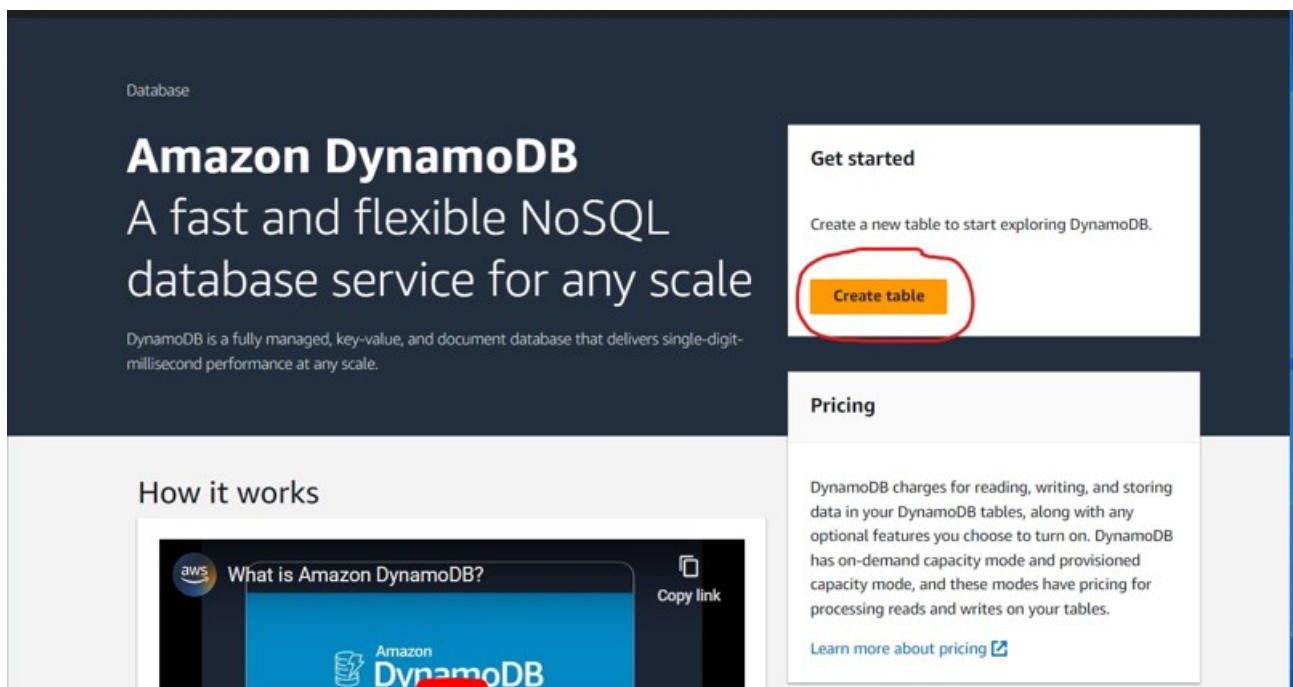 Database
Amazon DynamoDB
A fast and flexible NoSQL
database service for any scale
DynamoDB is a fully managed, key-value, and document database that delivers single-digit-
millisecond performance at any scale.
Get started
Create a new table to start exploring DynamoDB.
Create table
Pricing
DynamoDB charges for reading, writing, and storing
data in your DynamoDB tables, along with any
optional features you choose to turn on. DynamoDB
has on-demand capacity mode and provisioned
capacity mode, and these modes have pricing for
processing reads and writes on your tables.
Learn more about pricing
How it works
aws
What is Amazon DynamoDB?
Copy link
Amazon
DynamoDB